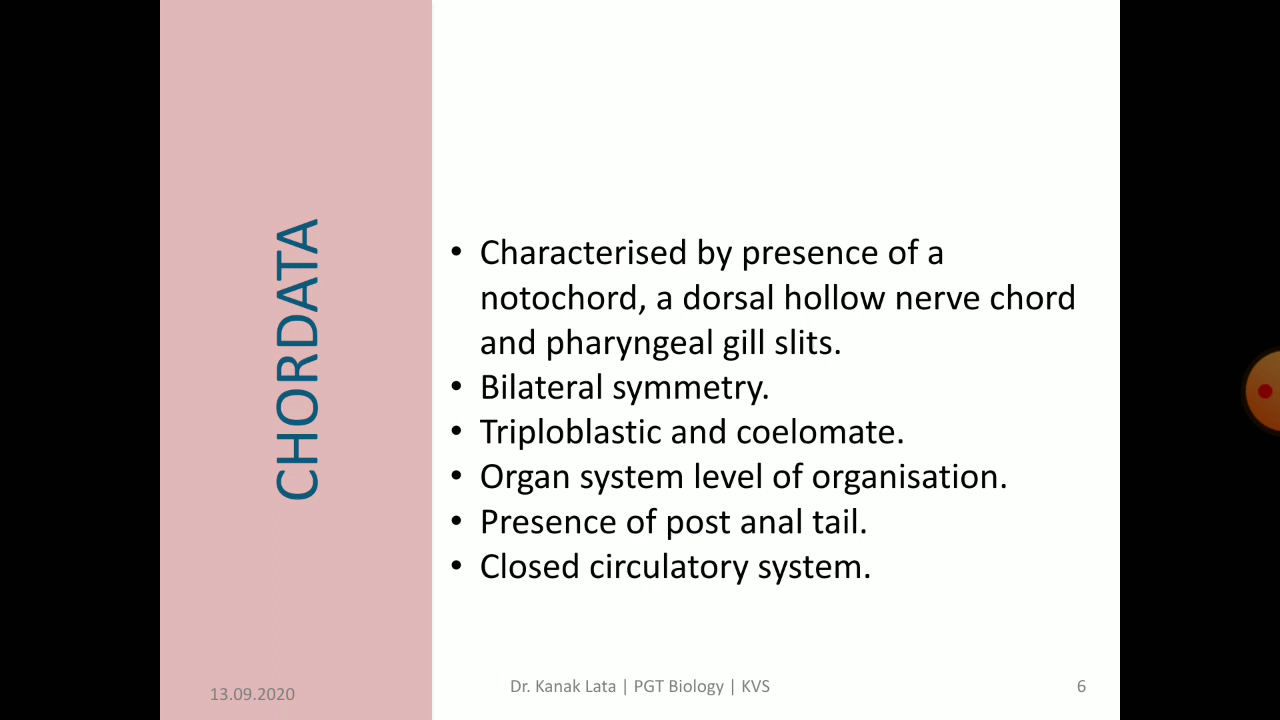 CHORDATA
• Characterised by presence of a
notochord, a dorsal hollow nerve chord
and pharyngeal gill slits.
• Bilateral symmetry.
• Triploblastic and coelomate.
• Organ system level of organisation.
• Presence of post anal tail.
• Closed circulatory system.
13.09.2020
Dr. Kanak Lata | PGT Biology | KVS
6